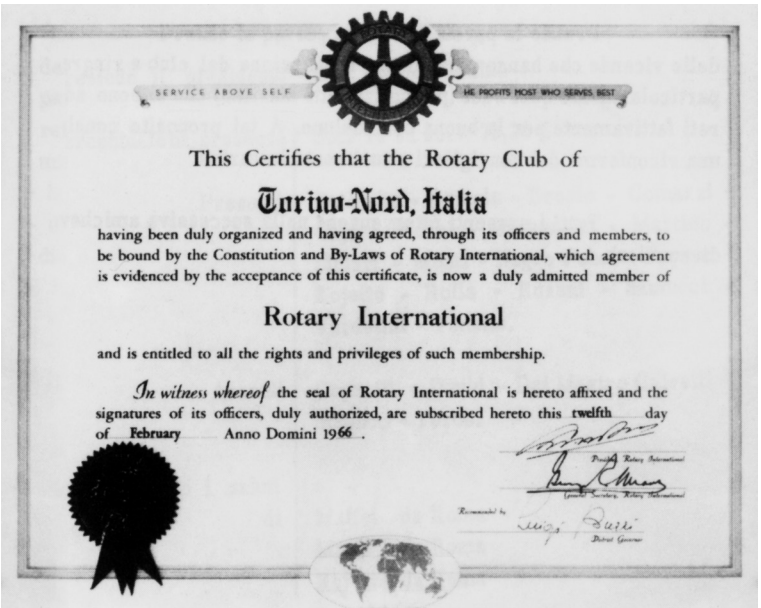 ROTARY
INTERNATIONAL
SERVICE ABOVE SELF
HE PROFITS MOST WHO SERVES BEST
This Certifies that the Rotary Club of
Torino-Nord, Italia
having been duly organized and having agreed, through its officers and members, to
be bound by the Constitution and By-Laws of Rotary International, which agreement
is evidenced by the acceptance of this certificate, is now a duly admitted member of
Rotary International
and is entitled to all the rights and privileges of such membership.
In witness whereof the seal of Rotary International is hereto affixed and the
signatures of its officers, duly authorized, are subscribed hereto this twelfth day
of February Anno Domini 1966.
President, Rotary International
General Secretary, Rotary International
Recommended by Luigi
District Governor